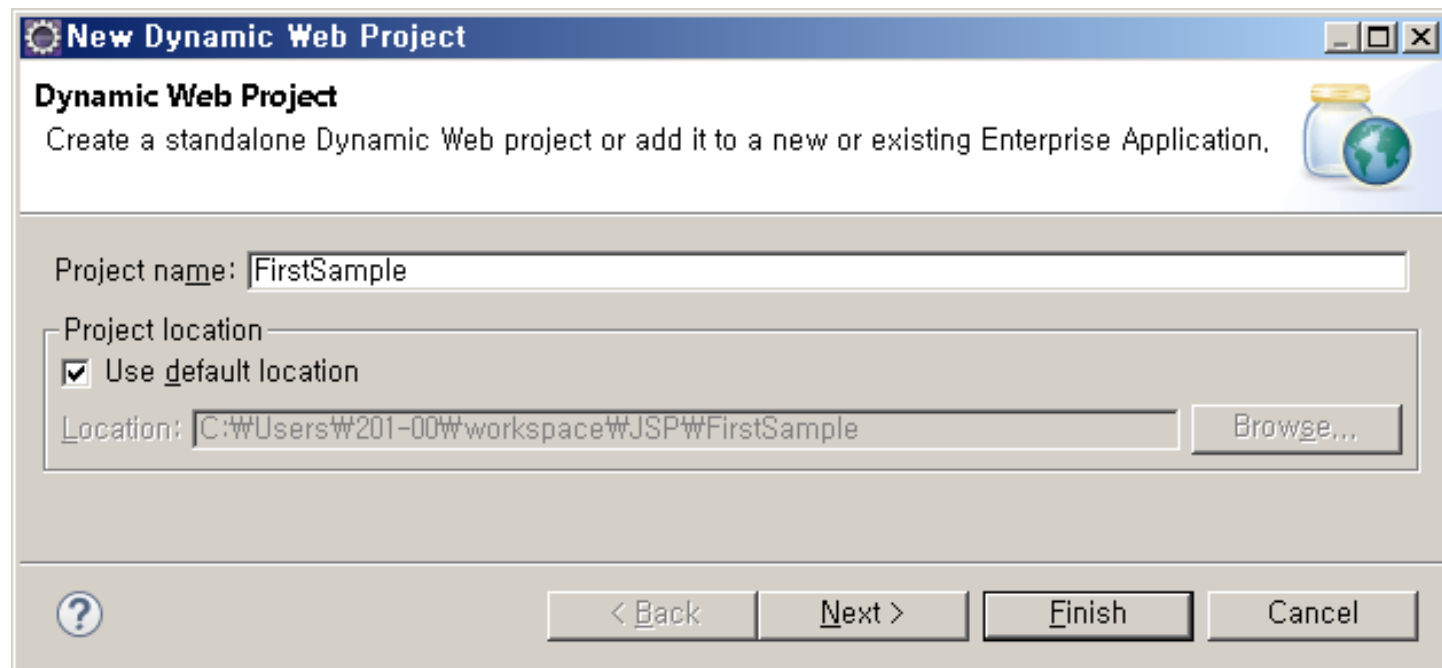 New Dynamic Web Project
Dynamic Web Project
Create a standalone Dynamic Web project or add it to a new or existing Enterprise Application.
Project name: FirstSample
Project location
Use default location
Location: C:₩Users₩201-00₩workspace₩JSP₩FirstSample Browse...
? < Back Next > Finish Cancel